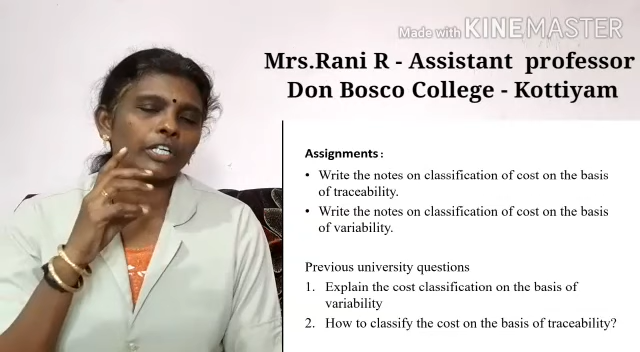 Made with KINEMASTER
Mrs.Rani R - Assistant professor
Don Bosco College - Kottiyam
Assignments :
• Write the notes on classification of cost on the basis
of traceability.
• Write the notes on classification of cost on the basis
of variability.
Previous university questions
1. Explain the cost classification on the basis of
variability
2. How to classify the cost on the basis of traceability?